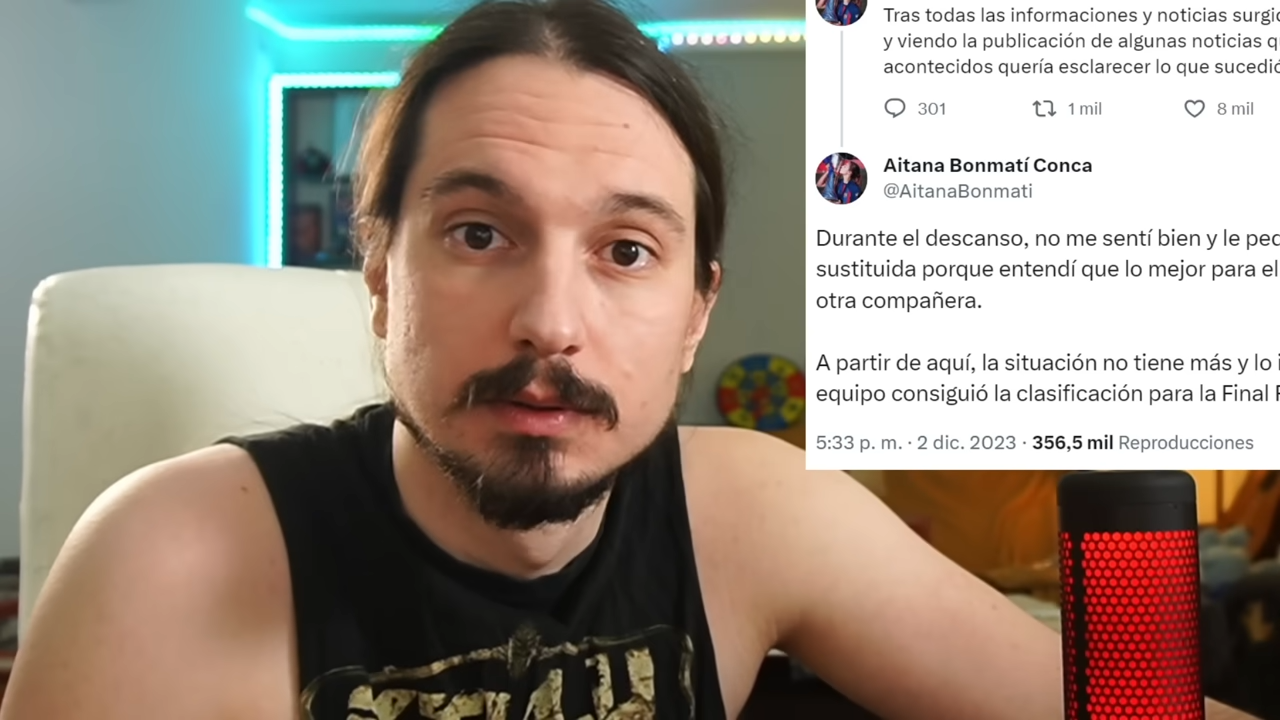 Tras todas las informaciones y noticias
y viendo la publicación de algunas noticias
acontecidos quería esclarecer lo que sucedió
301 1 mil 8 mil
Aitana Bonmatí Conca
@AitanaBonmati
Durante el descanso, no me sentí bien y le
sustituida porque entendí que lo mejor para el
otra compañera.
A partir de aquí, la situación no tiene más y lo
equipo consiguió la clasificación para la Final
5:33 p. m. · 2 dic. 2023 · 356,5 mil Reproducciones